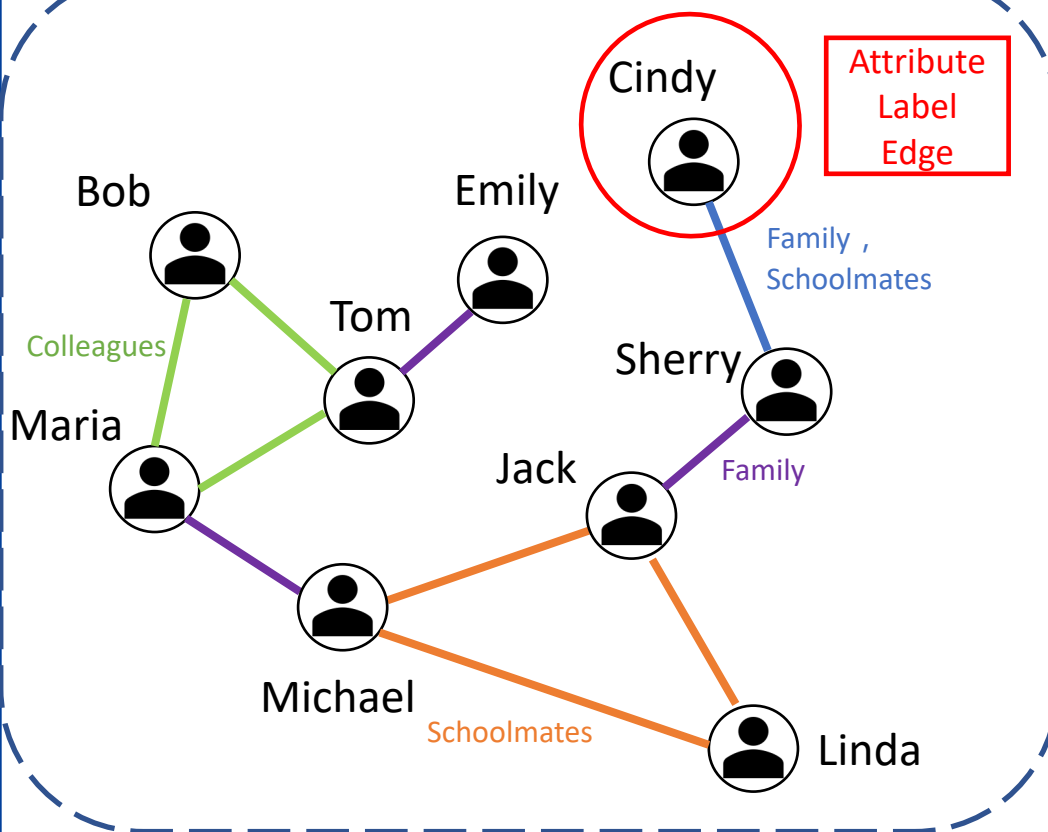 Cindy
Attribute
Label
Edge
Bob
Emily
Family ,
Schoolmates
Tom
Colleagues
Sherry
Maria
Jack
Family
Michael
Schoolmates
Linda